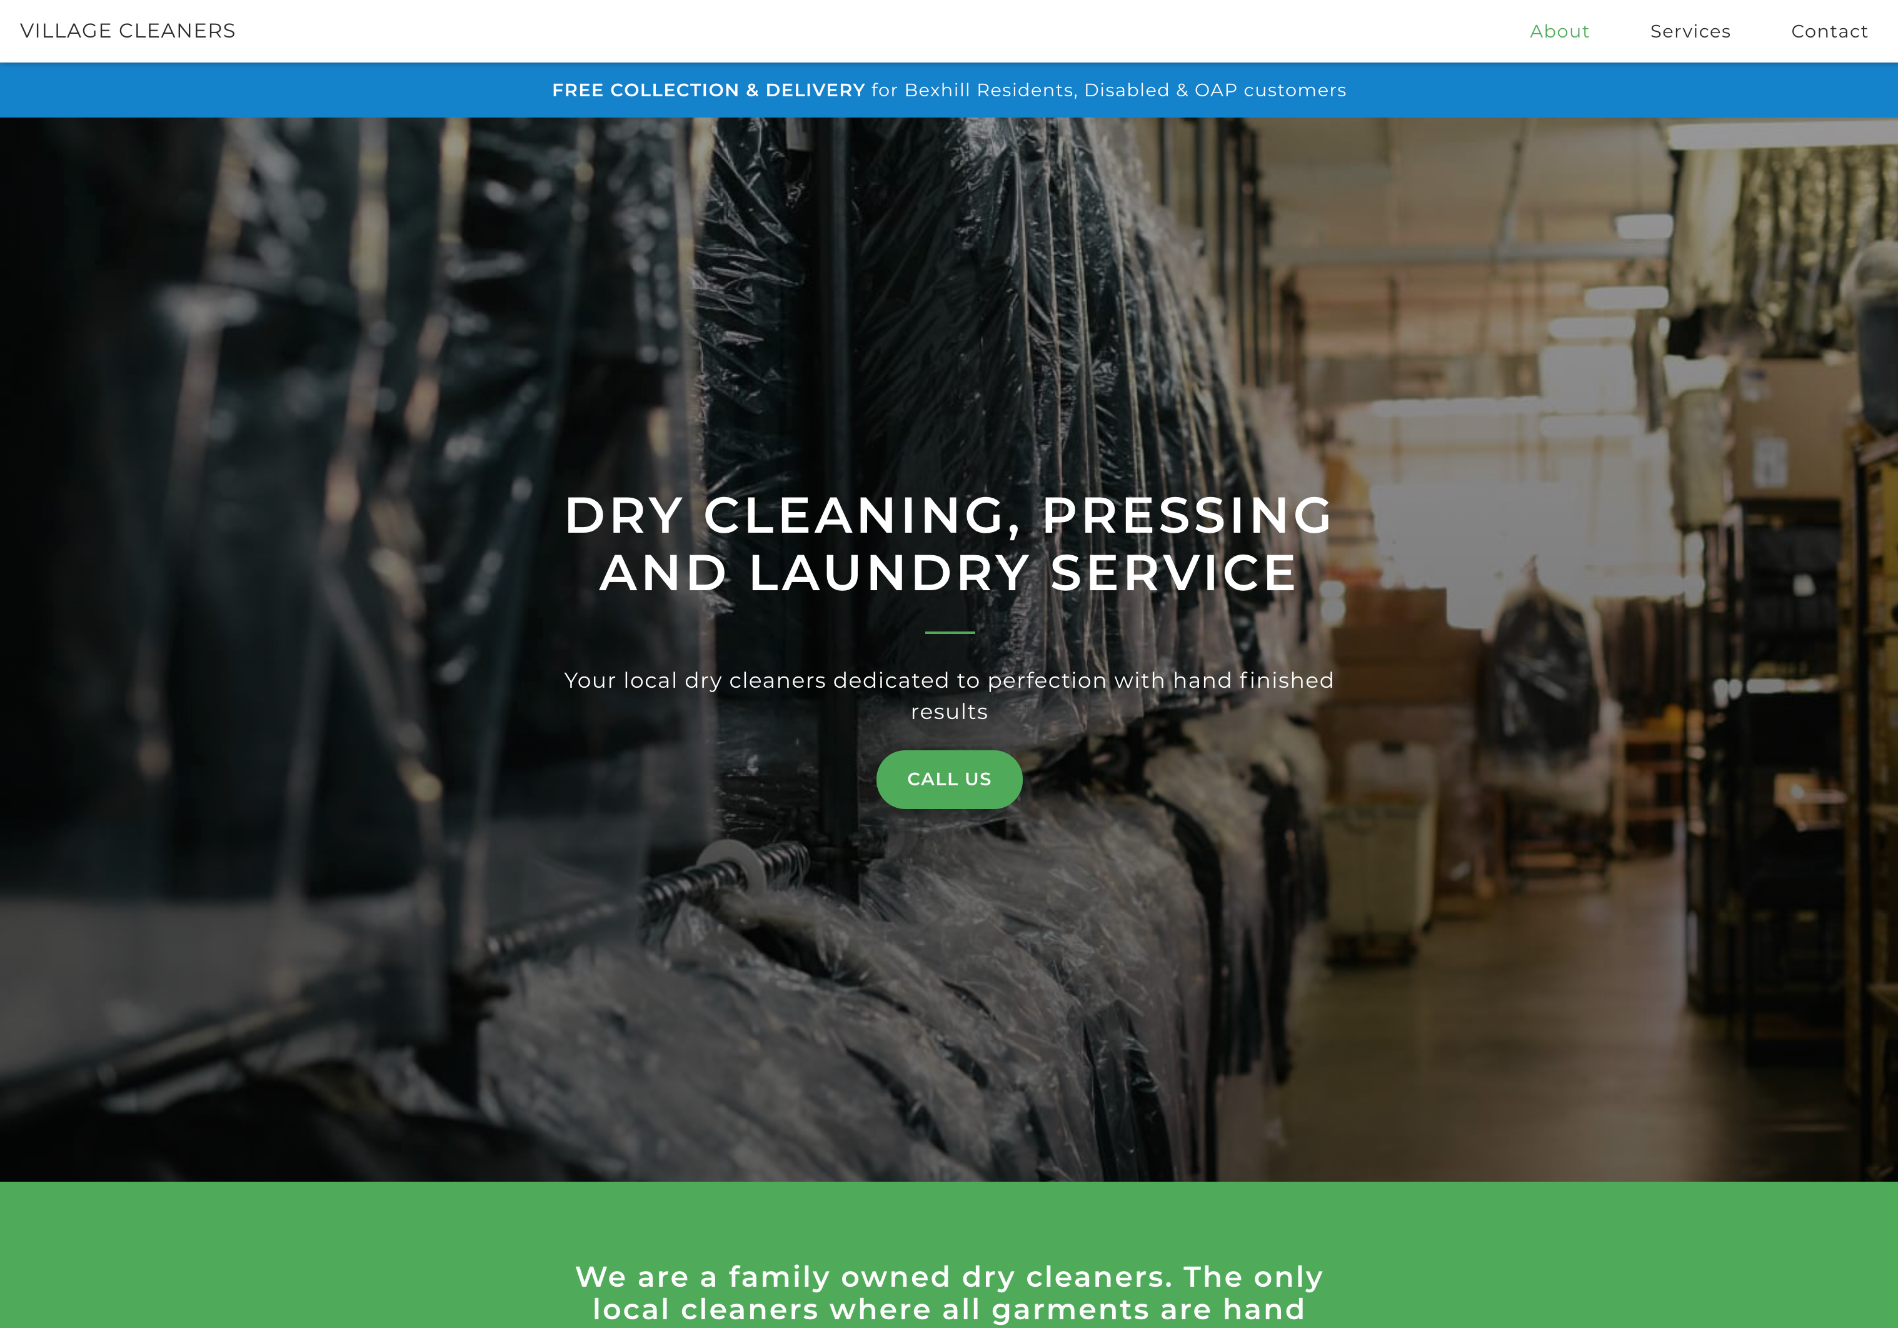 VILLAGE CLEANERS
About
Services
Contact
FREE COLLECTION & DELIVERY for Bexhill Residents, Disabled & OAP customers
DRY CLEANING, PRESSING
AND LAUNDRY SERVICE
Your local dry cleaners dedicated to perfection with hand finished
results
CALL US
We are a family owned dry cleaners. The only
local cleaners where all garments are hand